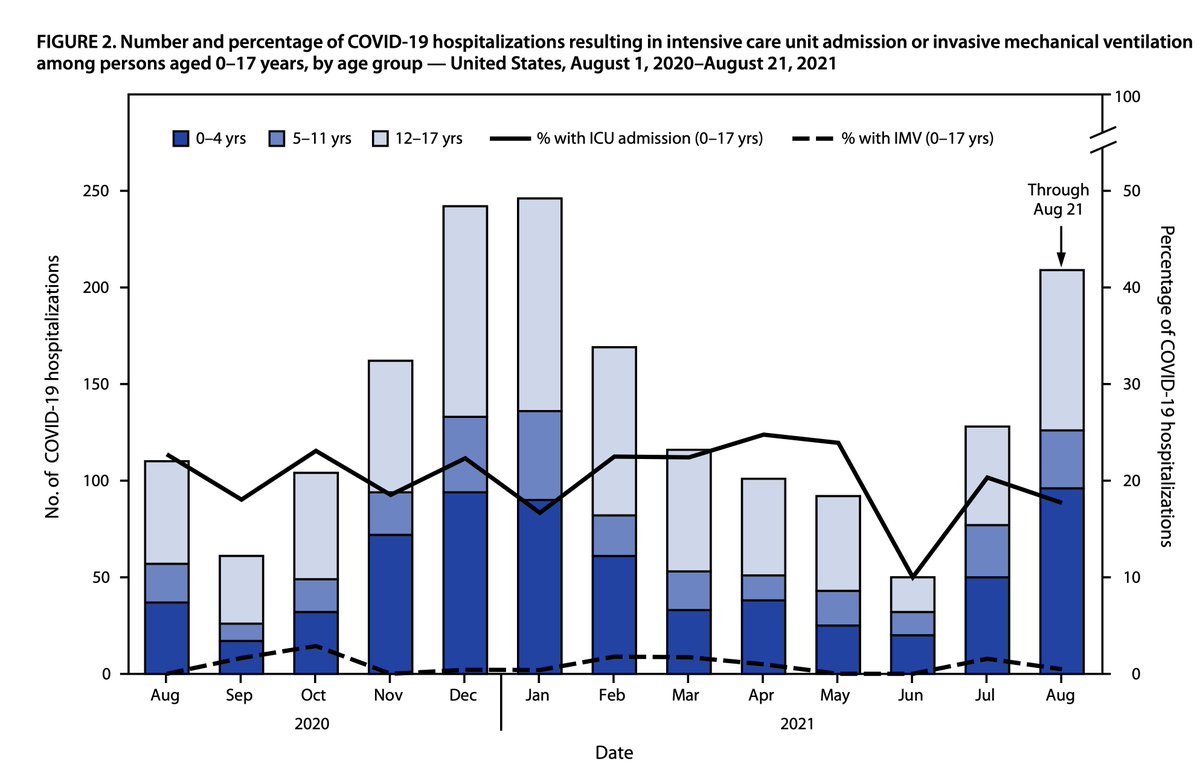 FIGURE 2. Number and percentage of COVID-19 hospitalizations resulting in intensive care unit admission or invasive mechanical ventilation
among persons aged 0–17 years, by age group — United States, August 1, 2020–August 21, 2021
100
0–4 yrs 5–11 yrs 12–17 yrs % with ICU admission (0–17 yrs) % with IMV (0–17 yrs)
250
200
150
100
50
0
No. of COVID-19 hospitalizations
Through
Aug 21
50
40
30
20
10
0
Percentage of COVID-19 hospitalizations
Aug Sep Oct Nov Dec Jan Feb Mar Apr May Jun Jul Aug
2020 2021
Date